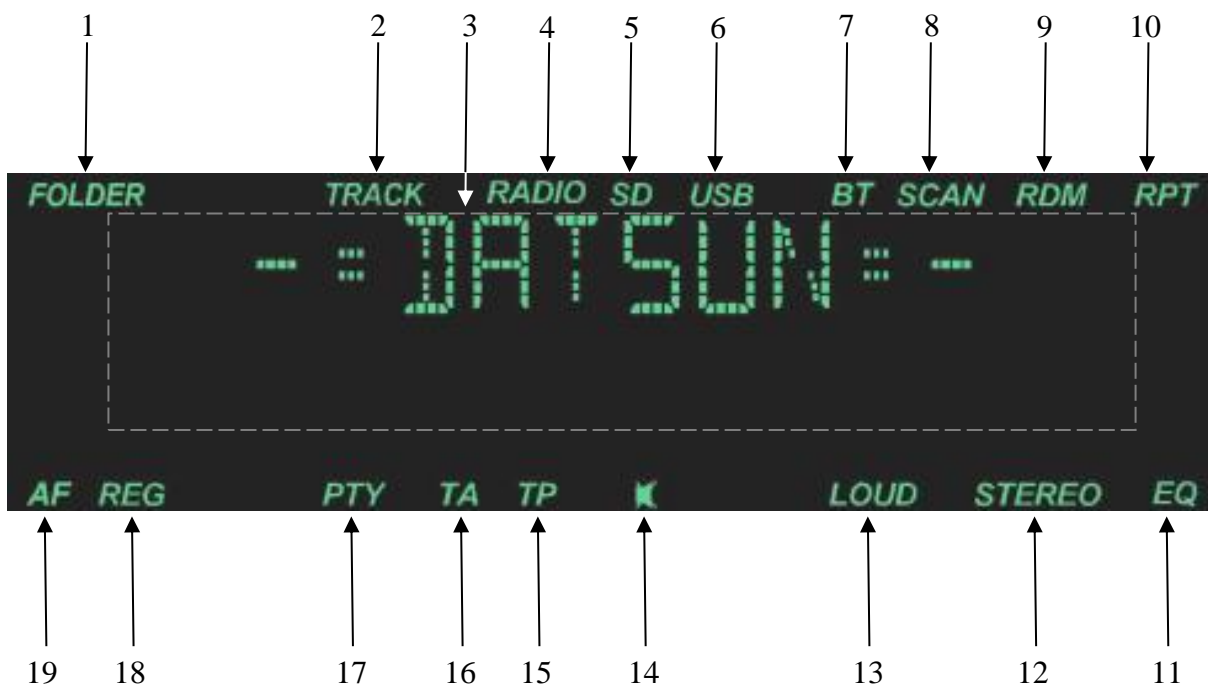 1 2 3 4 5 6 7 8 9 10
FOLDER TRACK RADIO SD USB BT SCAN RDM RPT
- = DATSUN = -
AF REG PTY TA TP LOUD STEREO EQ
19 18 17 16 15 14 13 12 11